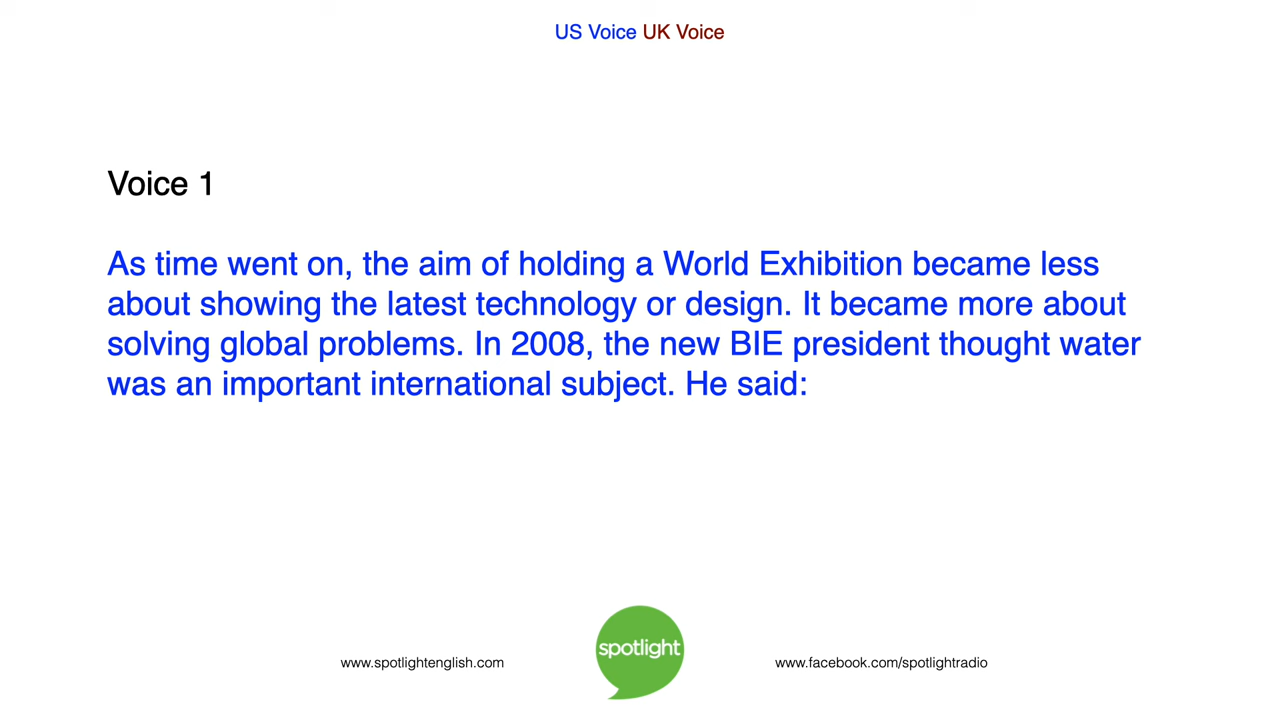 US Voice UK Voice
Voice 1
As time went on, the aim of holding a World Exhibition became less
about showing the latest technology or design. It became more about
solving global problems. In 2008, the new BIE president thought water
was an important international subject. He said:
spotlight
www.spotlightenglish.com
www.facebook.com/spotlightradio